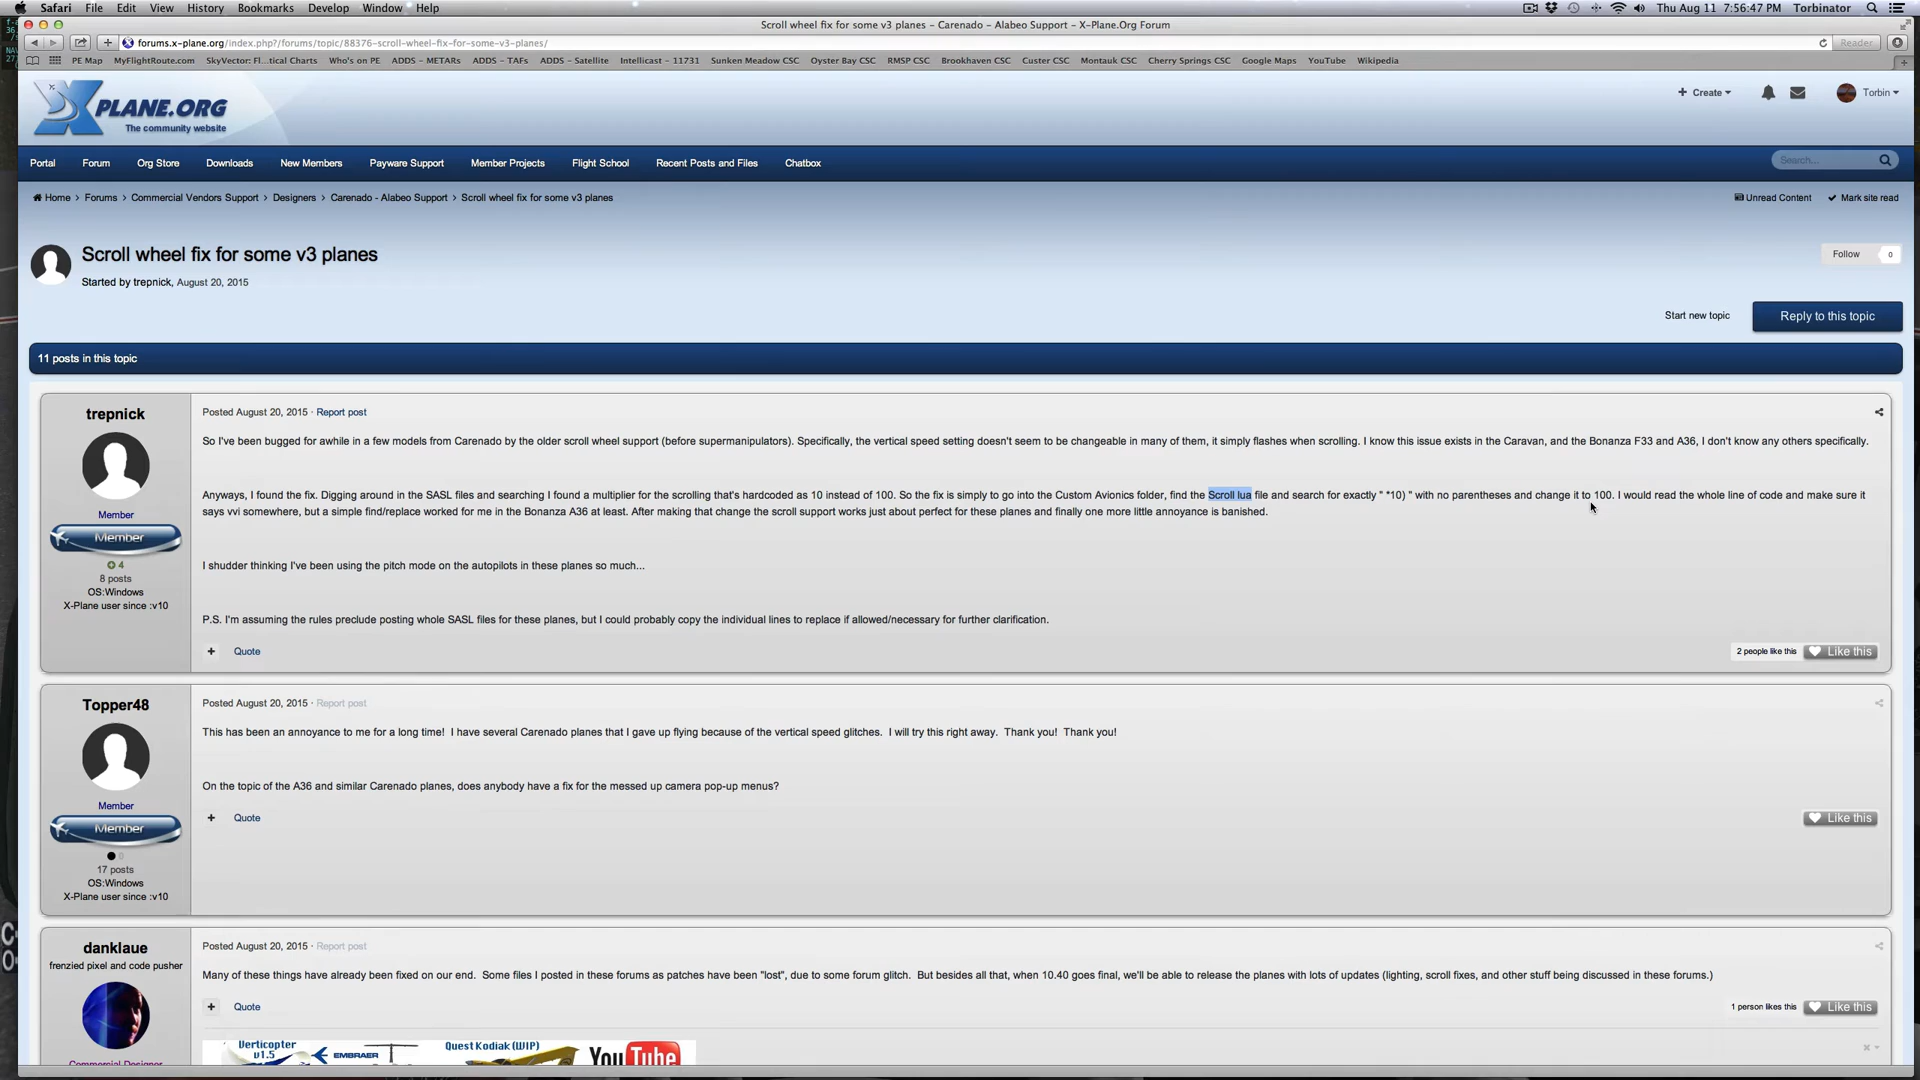 Safari File Edit View History Bookmarks Develop Window Help
Thu Aug 11 7:56:47 PM Torbinator
Scroll wheel fix for some v3 planes – Carenado – Alabeo Support – X-Plane.Org Forum
forums.x-plane.org/index.php?/forums/topic/88376-scroll-wheel-fix-for-some-v3-planes/
Reader
PE Map MyFlightRoute.com SkyVector: Fl...tical Charts Who's on PE ADDS – METARs ADDS – TAFs ADDS – Satellite Intellicast – 11731 Sunken Meadow CSC Oyster Bay CSC RMSP CSC Brookhaven CSC Custer CSC Montauk CSC Cherry Springs CSC Google Maps YouTube Wikipedia
X PLANE.ORG
The community website
+ Create
Torbin
Portal Forum Org Store Downloads New Members Payware Support Member Projects Flight School Recent Posts and Files Chatbox
Search...
Home > Forums > Commercial Vendors Support > Designers > Carenado - Alabeo Support > Scroll wheel fix for some v3 planes
Unread Content ✓ Mark site read
Scroll wheel fix for some v3 planes
Started by trepnick, August 20, 2015
Follow 0
Start new topic
Reply to this topic
11 posts in this topic
trepnick
Member
Member
4
8 posts
OS:Windows
X-Plane user since :v10
Posted August 20, 2015 · Report post
So I've been bugged for awhile in a few models from Carenado by the older scroll wheel support (before supermanipulators). Specifically, the vertical speed setting doesn't seem to be changeable in many of them, it simply flashes when scrolling. I know this issue exists in the Caravan, and the Bonanza F33 and A36, I don't know any others specifically.
Anyways, I found the fix. Digging around in the SASL files and searching I found a multiplier for the scrolling that's hardcoded as 10 instead of 100. So the fix is simply to go into the Custom Avionics folder, find the Scroll lua file and search for exactly " *10) " with no parentheses and change it to 100. I would read the whole line of code and make sure it
says vvi somewhere, but a simple find/replace worked for me in the Bonanza A36 at least. After making that change the scroll support works just about perfect for these planes and finally one more little annoyance is banished.
I shudder thinking I've been using the pitch mode on the autopilots in these planes so much...
P.S. I'm assuming the rules preclude posting whole SASL files for these planes, but I could probably copy the individual lines to replace if allowed/necessary for further clarification.
+ Quote
2 people like this Like this
Topper48
Member
Member
17 posts
OS:Windows
X-Plane user since :v10
Posted August 20, 2015 · Report post
This has been an annoyance to me for a long time! I have several Carenado planes that I gave up flying because of the vertical speed glitches. I will try this right away. Thank you! Thank you!
On the topic of the A36 and similar Carenado planes, does anybody have a fix for the messed up camera pop-up menus?
+ Quote
Like this
danklaue
frenzied pixel and code pusher
Commercial Designer
Posted August 20, 2015 · Report post
Many of these things have already been fixed on our end. Some files I posted in these forums as patches have been "lost", due to some forum glitch. But besides all that, when 10.40 goes final, we'll be able to release the planes with lots of updates (lighting, scroll fixes, and other stuff being discussed in these forums.)
+ Quote
1 person likes this Like this
Verticopter
v1.5
EMBRAER
Quest Kodiak (WIP)
YouTube